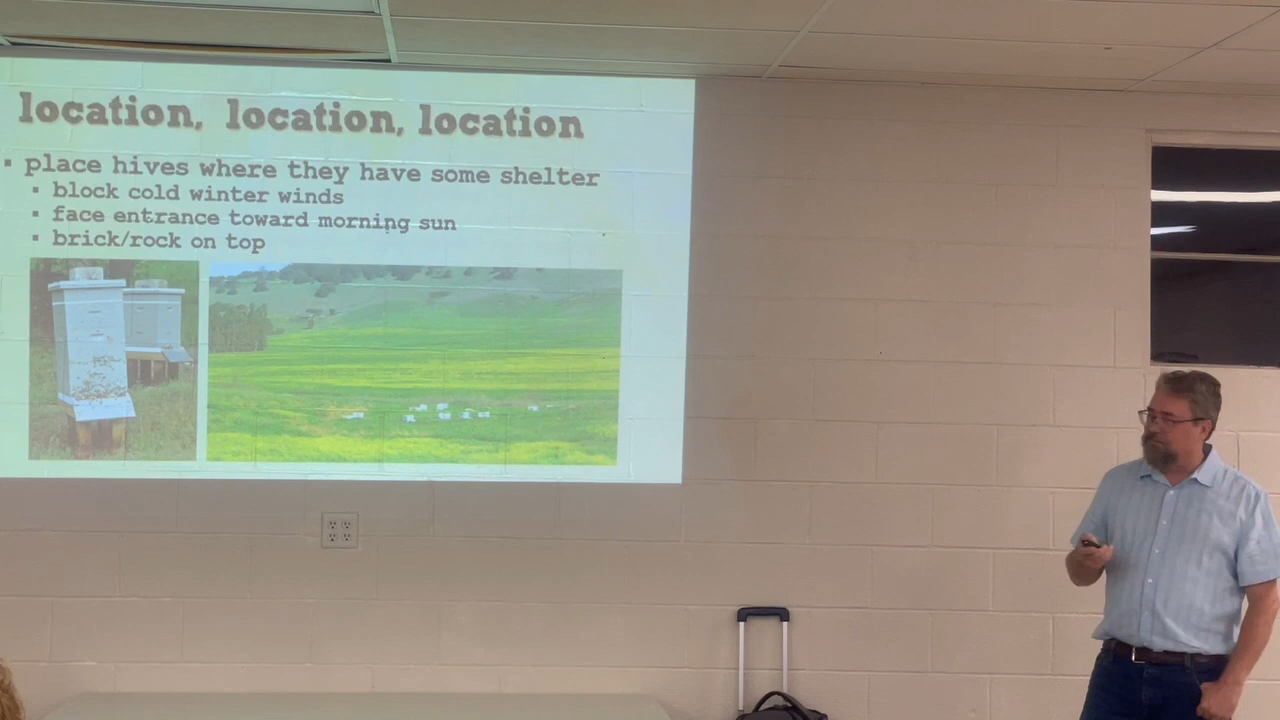 location, location, location
▪ place hives where they have some shelter
▪ block cold winter winds
▪ face entrance toward morning sun
▪ brick/rock on top